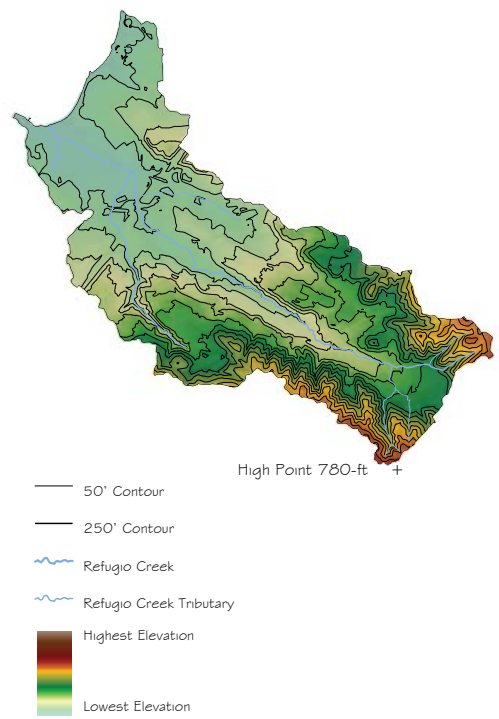 High Point 780-ft +
50' Contour
250' Contour
Refugio Creek
Refugio Creek Tributary
Highest Elevation
Lowest Elevation